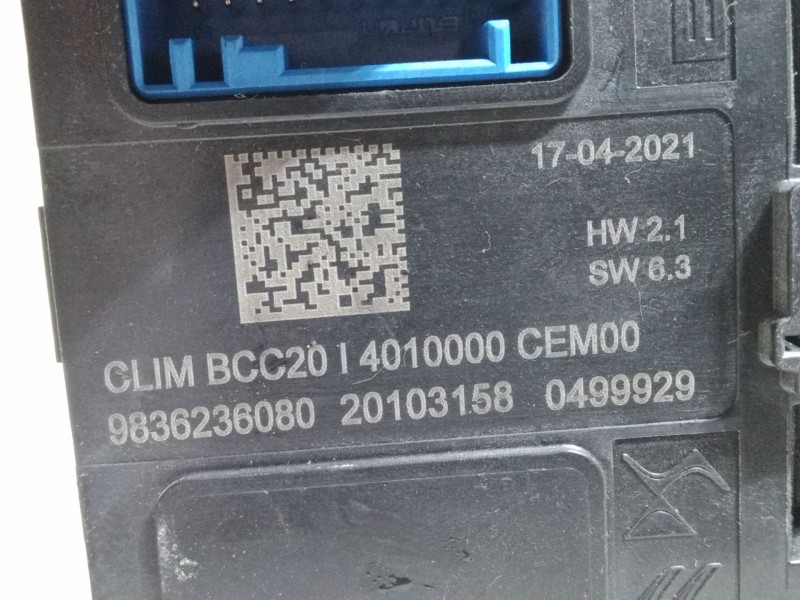 17-04-2021
HW 2.1
SW 6.3
CLIM BCC20 I 4010000 CEM00
9836236080 20103158 0499929